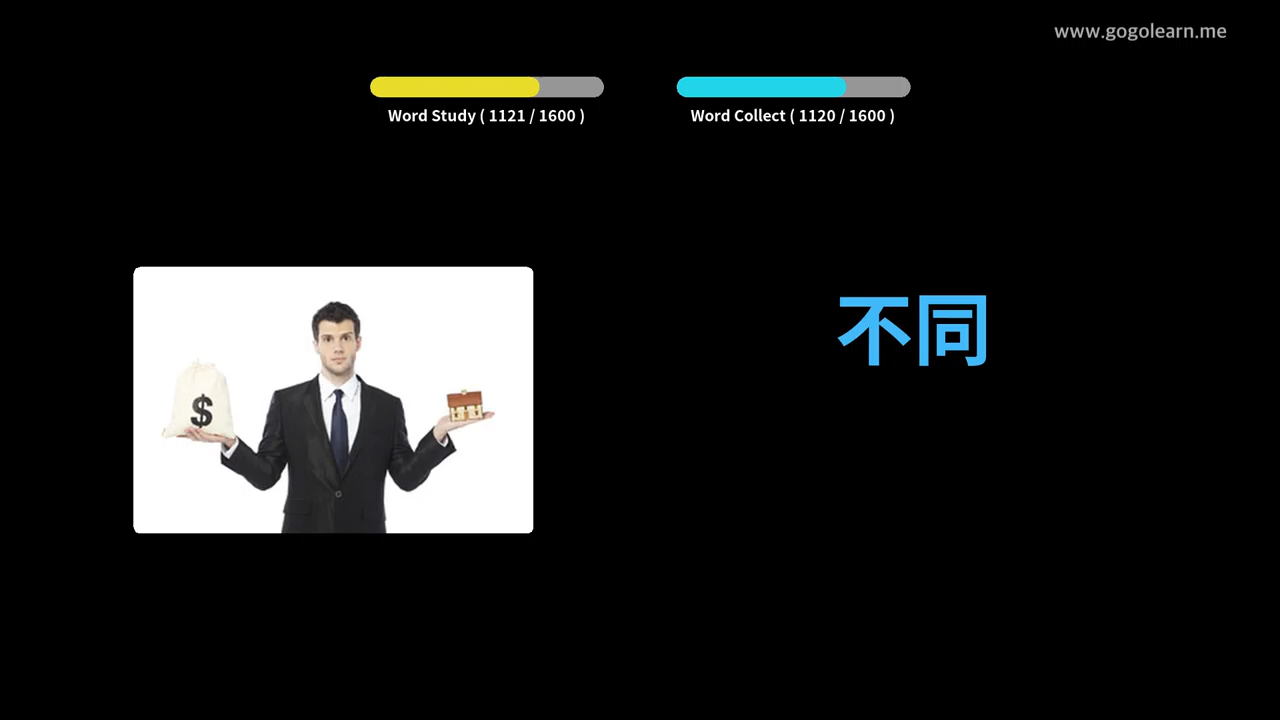 www.gogolearn.me
Word Study ( 1121 / 1600 )
Word Collect ( 1120 / 1600 )
不同
$